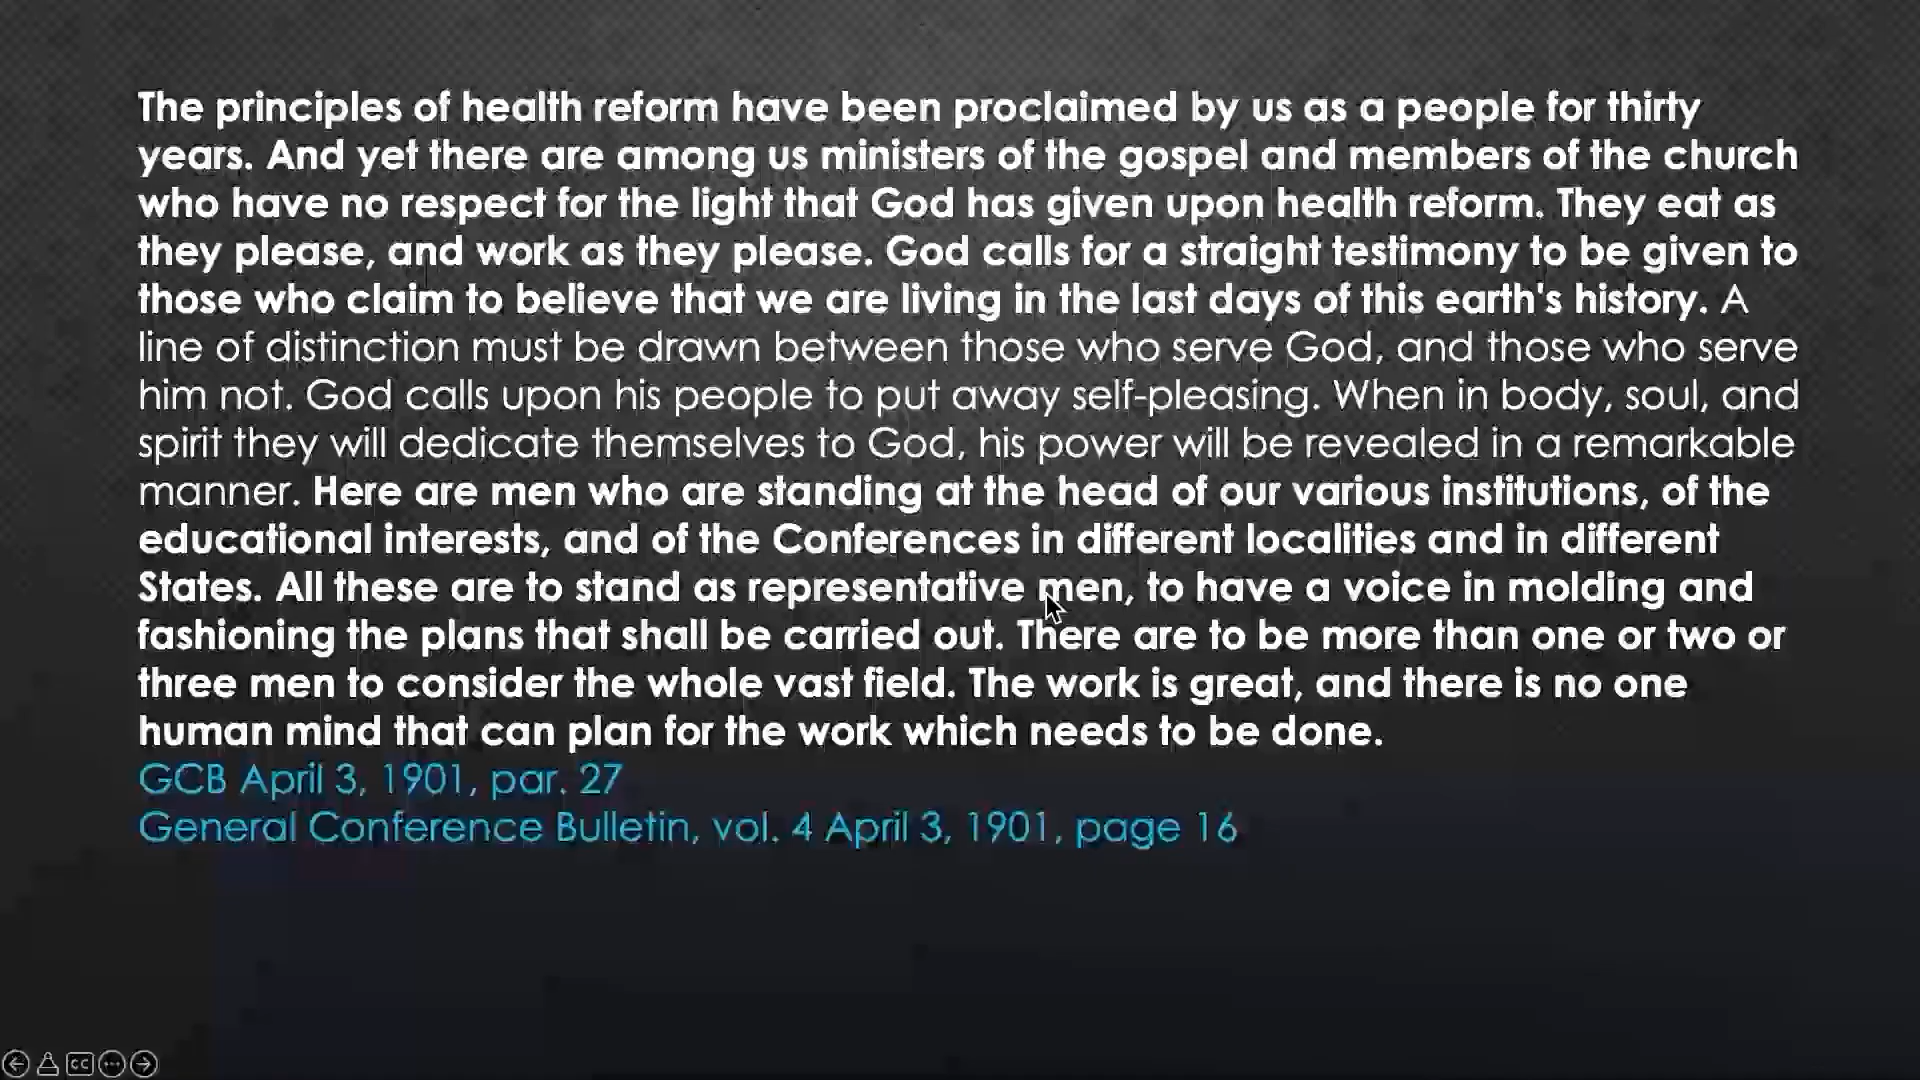 The principles of health reform have been proclaimed by us as a people for thirty
years. And yet there are among us ministers of the gospel and members of the church
who have no respect for the light that God has given upon health reform. They eat as
they please, and work as they please. God calls for a straight testimony to be given to
those who claim to believe that we are living in the last days of this earth's history. A
line of distinction must be drawn between those who serve God, and those who serve
him not. God calls upon his people to put away self-pleasing. When in body, soul, and
spirit they will dedicate themselves to God, his power will be revealed in a remarkable
manner. Here are men who are standing at the head of our various institutions, of the
educational interests, and of the Conferences in different localities and in different
States. All these are to stand as representative men, to have a voice in molding and
fashioning the plans that shall be carried out. There are to be more than one or two or
three men to consider the whole vast field. The work is great, and there is no one
human mind that can plan for the work which needs to be done.
GCB April 3, 1901, par. 27
General Conference Bulletin, vol. 4 April 3, 1901, page 16
CC